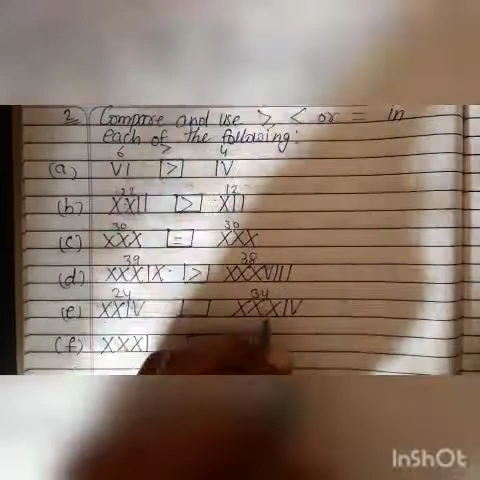 2 Compare and use >, < or = in
each of the following:
6 > 4
(a) VI > IV
22 12
(b) XXII > XII
30 30
(c) XXX = XXX
39 38
(d) XXXIX. > XXXVIII
24 34
(e) XXIV XXXIV
(f) XXXI
InShOt